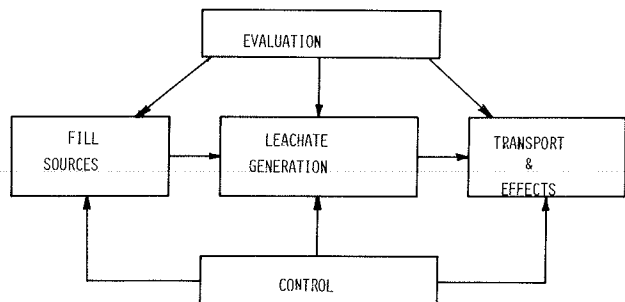 EVALUATION
FILL
SOURCES
LEACHATE
GENERATION
TRANSPORT
&
EFFECTS
CONTROL